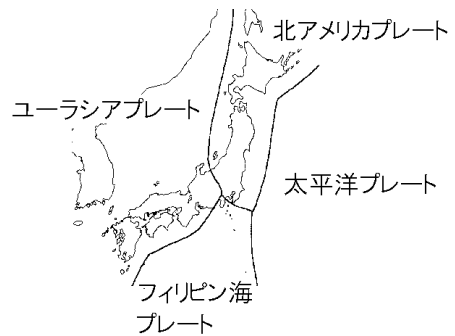 北アメリカプレート
ユーラシアプレート
太平洋プレート
フィリピン海
プレート